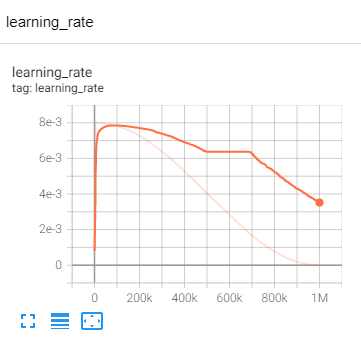 learning_rate
learning_rate
tag: learning_rate
8e-3
6e-3
4e-3
2e-3
0
0 200k 400k 600k 800k 1M